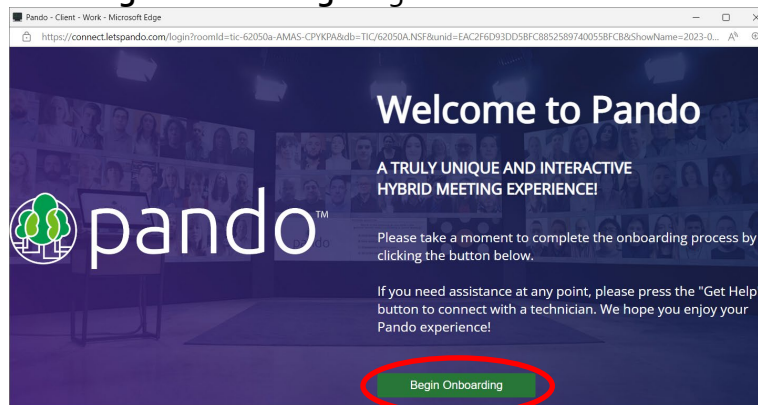 Pando - Client - Work - Microsoft Edge
https://connect.letspando.com/login?roomId=tic-62050a-AMAS-CPYKPA&db=TIC/62050A.NSF&unid=EAC2F6D93DD5BFC8852589740055BFCB&ShowName=2023-0...
Welcome to Pando
A TRULY UNIQUE AND INTERACTIVE
HYBRID MEETING EXPERIENCE!
pando™
Please take a moment to complete the onboarding process by
clicking the button below.
If you need assistance at any point, please press the "Get Help"
button to connect with a technician. We hope you enjoy your
Pando experience!
Begin Onboarding